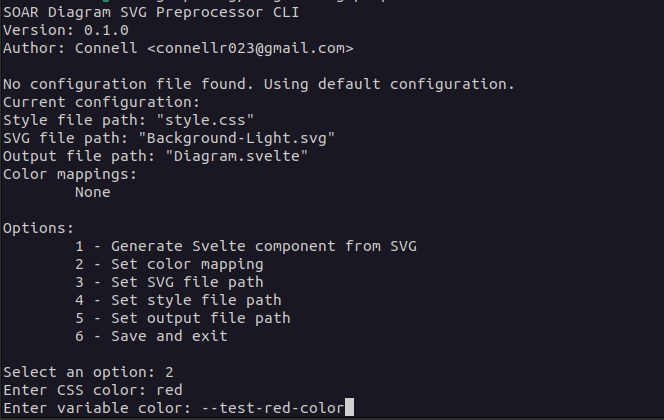 SOAR Diagram SVG Preprocessor CLI
Version: 0.1.0
Author: Connell <connellr023@gmail.com>
No configuration file found. Using default configuration.
Current configuration:
Style file path: "style.css"
SVG file path: "Background-Light.svg"
Output file path: "Diagram.svelte"
Color mappings:
None
Options:
1 - Generate Svelte component from SVG
2 - Set color mapping
3 - Set SVG file path
4 - Set style file path
5 - Set output file path
6 - Save and exit
Select an option: 2
Enter CSS color: red
Enter variable color: --test-red-color